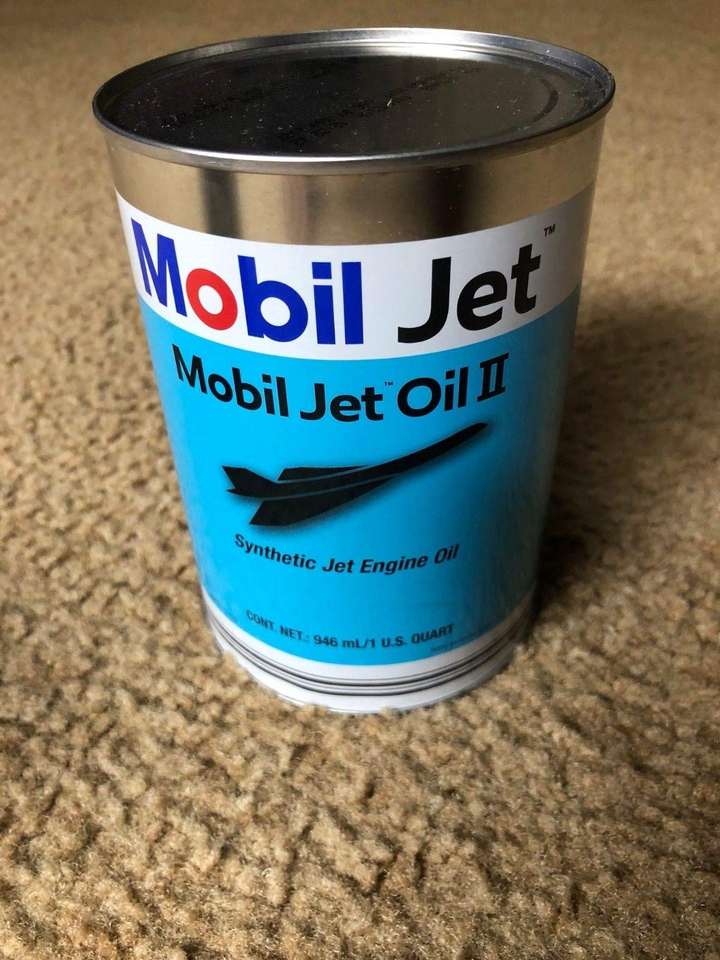 Mobil Jet™
Mobil Jet™ Oil II
Synthetic Jet Engine Oil
CONT. NET.: 946 mL/1 U.S. QUART